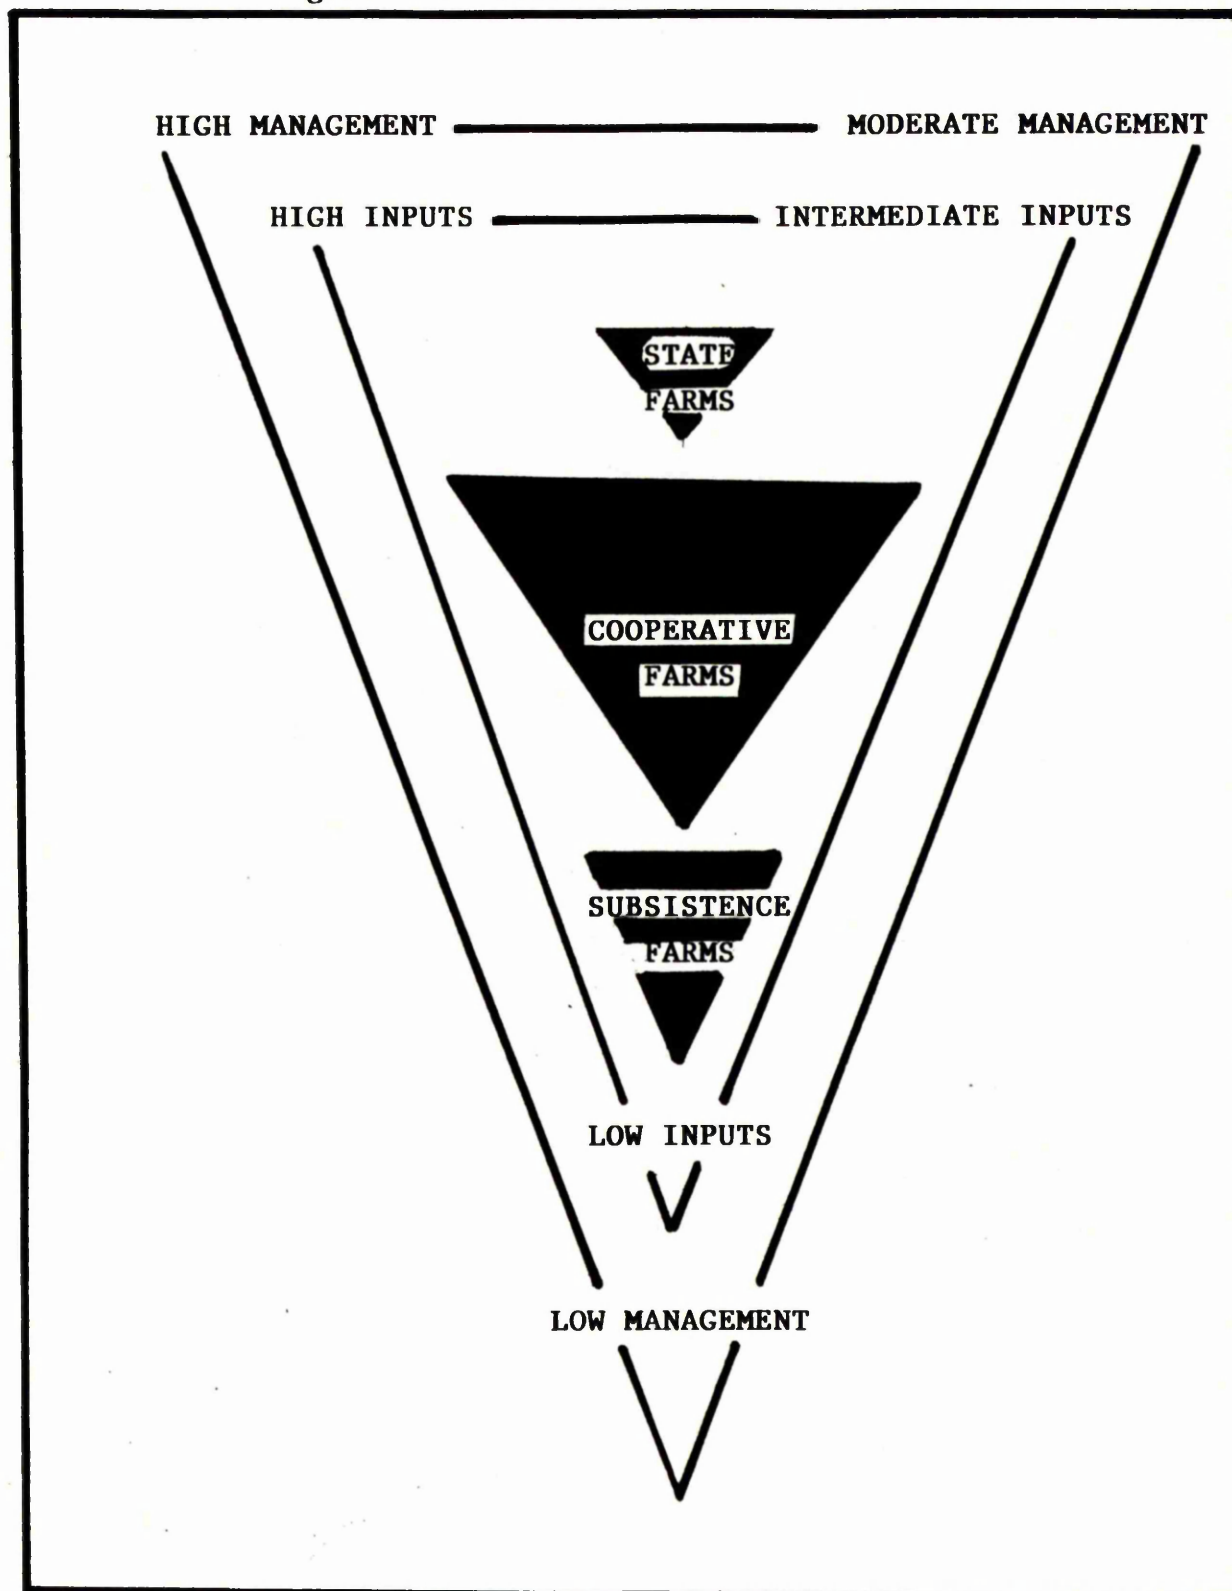 HIGH MANAGEMENT MODERATE MANAGEMENT
HIGH INPUTS INTERMEDIATE INPUTS
STATE
FARMS
COOPERATIVE
FARMS
SUBSISTENCE
FARMS
LOW INPUTS
LOW MANAGEMENT